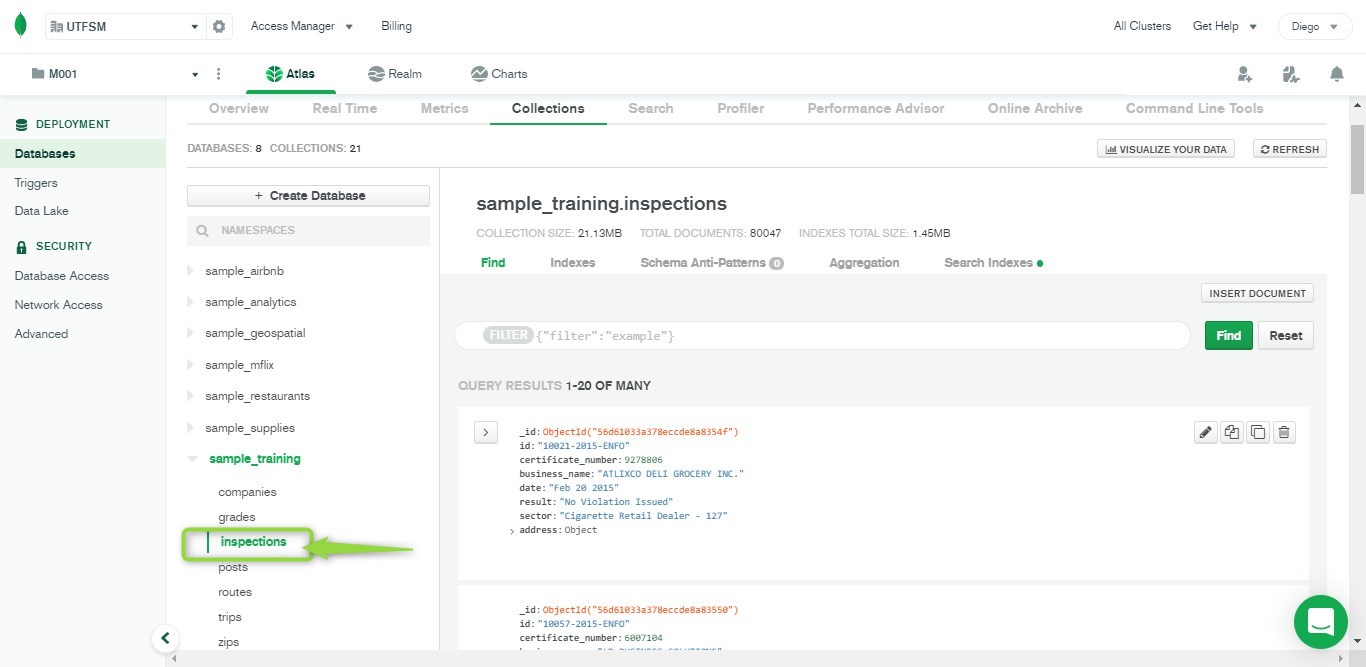 UTFSM Access Manager Billing All Clusters Get Help Diego
M001 Atlas Realm Charts
Overview Real Time Metrics Collections Search Profiler Performance Advisor Online Archive Command Line Tools
DEPLOYMENT
Databases
Triggers
Data Lake
SECURITY
Database Access
Network Access
Advanced
DATABASES: 8 COLLECTIONS: 21
VISUALIZE YOUR DATA
REFRESH
+ Create Database
NAMESPACES
sample_airbnb
sample_analytics
sample_geospatial
sample_mflix
sample_restaurants
sample_supplies
sample_training
companies
grades
inspections
posts
routes
trips
zips
sample_training.inspections
COLLECTION SIZE: 21.13MB TOTAL DOCUMENTS: 80047 INDEXES TOTAL SIZE: 1.45MB
Find Indexes Schema Anti-Patterns 0 Aggregation Search Indexes
INSERT DOCUMENT
FILTER {"filter":"example"}
Find
Reset
QUERY RESULTS 1-20 OF MANY
_id: ObjectId("56d61033a378eccde8a8354f")
id: "10021-2015-ENFO"
certificate_number: 9278806
business_name: "ATLIXCO DELI GROCERY INC."
date: "Feb 20 2015"
result: "No Violation Issued"
sector: "Cigarette Retail Dealer - 127"
address: Object
_id: ObjectId("56d61033a378eccde8a83550")
id: "10057-2015-ENFO"
certificate_number: 6007104